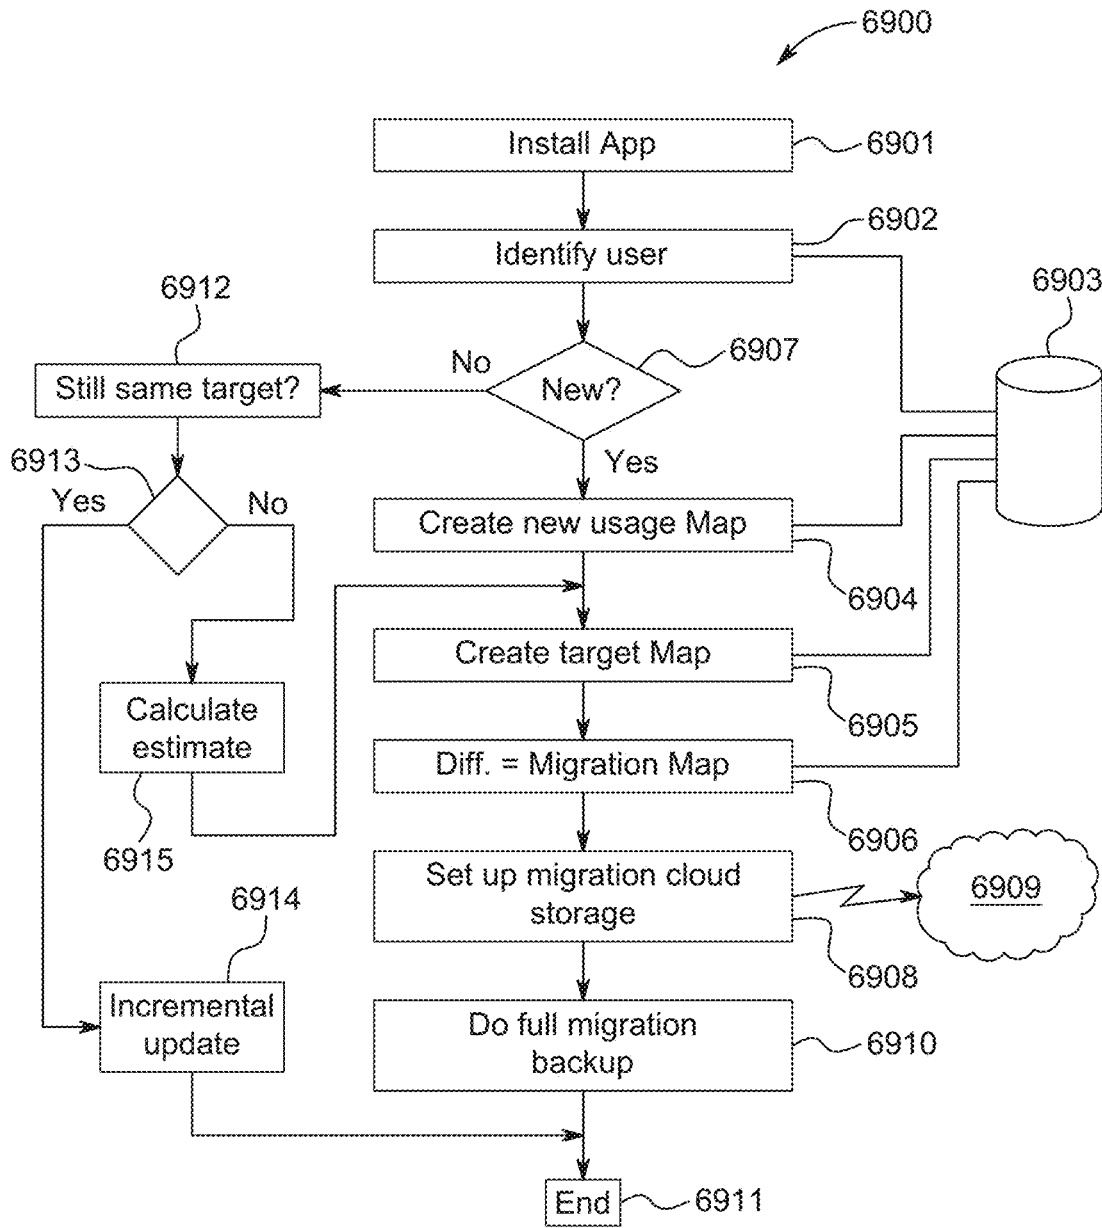 6900
Install App
6901
Identify user
6902
6903
6912
Still same target?
No
New?
6907
6913
Yes
No
Yes
Create new usage Map
6904
Create target Map
6905
Calculate
estimate
6915
Diff. = Migration Map
6906
Set up migration cloud
storage
6908
6909
6914
Incremental
update
Do full migration
backup
6910
End
6911